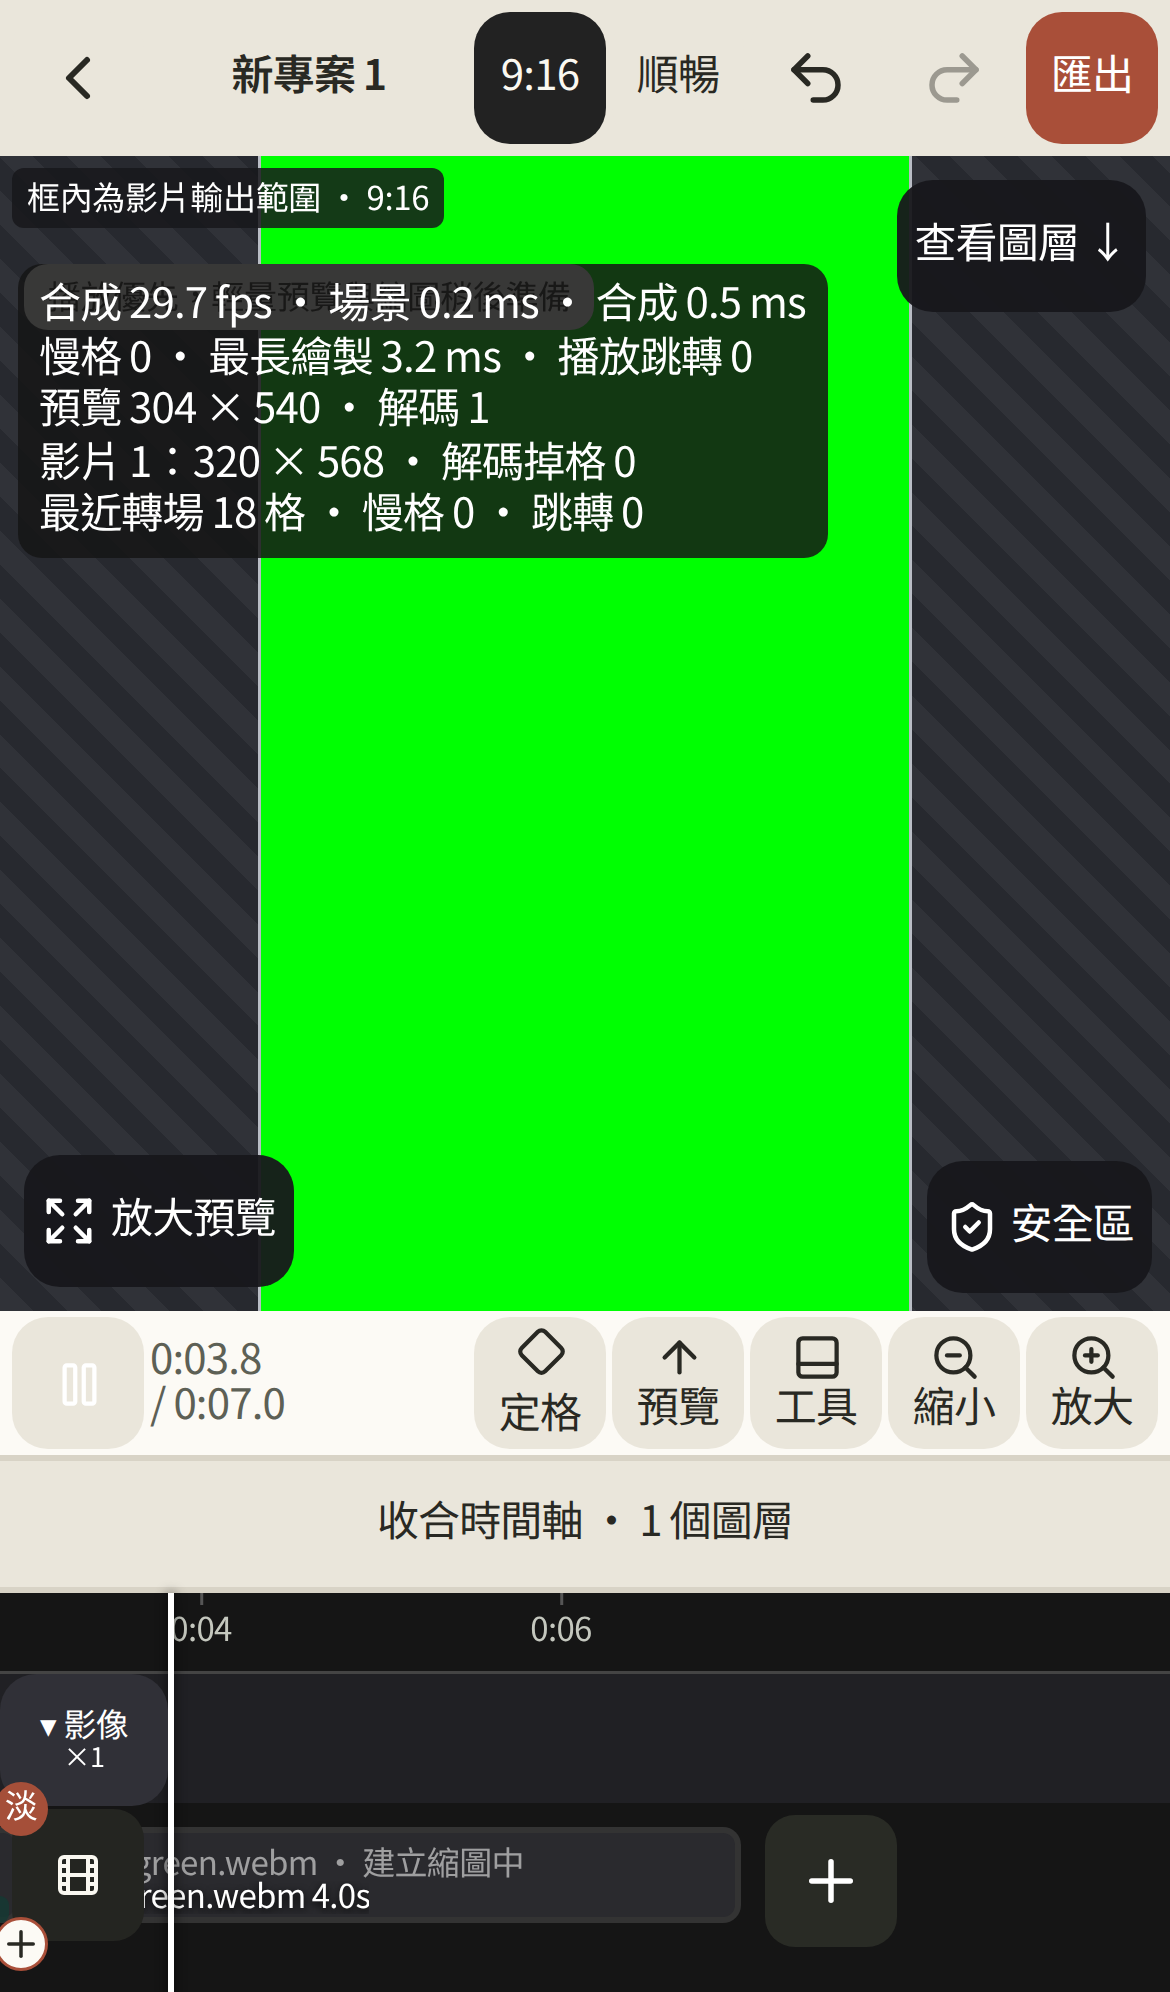 新專案 1
9:16
順暢
匯出
框內為影片輸出範圍 · 9:16
查看圖層 ↓
合成 29.7 fps · 場景 0.2 ms · 合成 0.5 ms
慢格 0 · 最長繪製 3.2 ms · 播放跳轉 0
預覽 304 × 540 · 解碼 1
影片 1：320 × 568 · 解碼掉格 0
最近轉場 18 格 · 慢格 0 · 跳轉 0
放大預覽
安全區
0:03.8
/ 0:07.0
定格
預覽
工具
縮小
放大
收合時間軸 · 1 個圖層
0:04
0:06
▾ 影像
×1
淡
green.webm · 建立縮圖中
reen.webm 4.0s